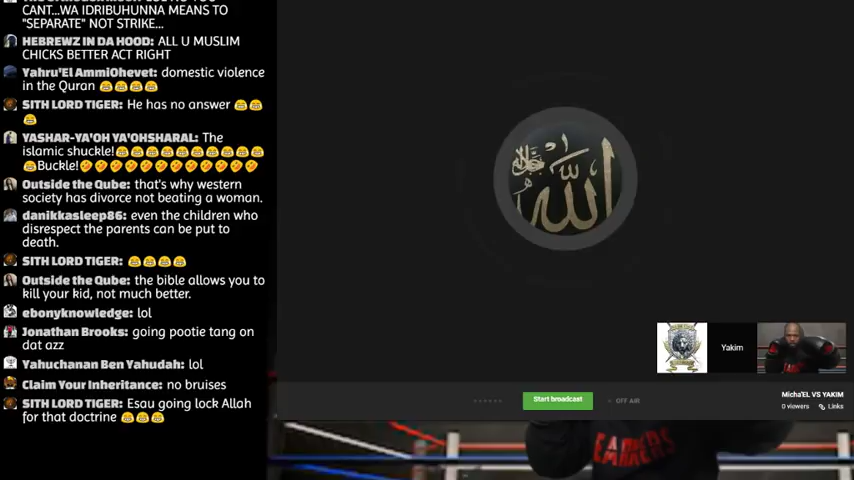 CANT...WA IDRIBUHUNNA MEANS TO
"SEPARATE" NOT STRIKE...
HEBREWZ IN DA HOOD: ALL U MUSLIM
CHICKS BETTER ACT RIGHT
Yahru'El AmmiOhevet: domestic violence
in the Quran 😂😂😂😂
SITH LORD TIGER: He has no answer 😂😂
😂
YASHAR-YA'OH YA'OHSHARAL: The
islamic shuckle!😂😂😂😂😂😂😂😂😂😂
😂Buckle!🤣🤣🤣🤣🤣🤣🤣🤣🤣🤣🤣🤣
Outside the Qube: that's why western
society has divorce not beating a woman.
danikkasleep86: even the children who
disrespect the parents can be put to
death.
SITH LORD TIGER: 😂😂😂😂
Outside the Qube: the bible allows you to
kill your kid, not much better.
ebonyknowledge: lol
Jonathan Brooks: going pootie tang on
dat azz
Yahuchanan Ben Yahudah: lol
Claim Your Inheritance: no bruises
SITH LORD TIGER: Esau going lock Allah
for that doctrine 😂😂😂
الله
جل جلاله
Yakim
Start broadcast
OFF AIR
Micha'EL VS YAKIM
0 viewers
Links